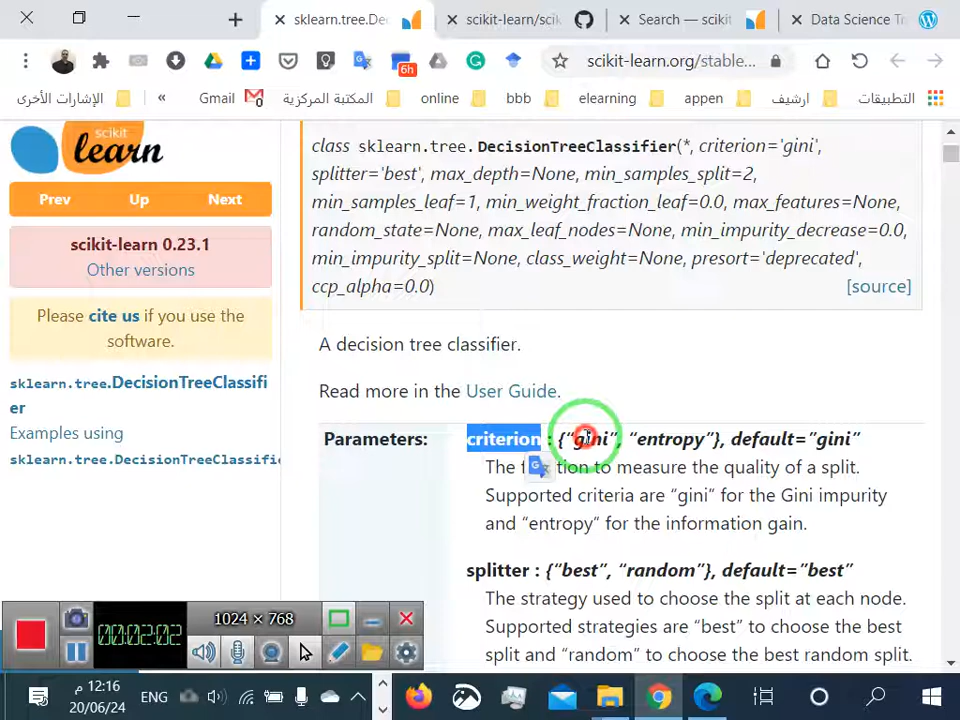 sklearn.tree.De
scikit-learn/sci
Search — scikit
Data Science Tr
6h
scikit-learn.org/stable...
الإشارات الأخرى
«
Gmail
المكتبة المركزية
online
bbb
elearning
appen
ارشيف
التطبيقات
scikit
learn
Prev
Up
Next
scikit-learn 0.23.1
Other versions
Please cite us if you use the
software.
sklearn.tree.DecisionTreeClassifi
er
Examples using
sklearn.tree.DecisionTreeClassifie
class sklearn.tree.DecisionTreeClassifier(*, criterion='gini',
splitter='best', max_depth=None, min_samples_split=2,
min_samples_leaf=1, min_weight_fraction_leaf=0.0, max_features=None,
random_state=None, max_leaf_nodes=None, min_impurity_decrease=0.0,
min_impurity_split=None, class_weight=None, presort='deprecated',
ccp_alpha=0.0)
[source]
A decision tree classifier.
Read more in the User Guide.
Parameters:
criterion : {“gini”, “entropy”}, default=”gini”
The f tion to measure the quality of a split.
Supported criteria are “gini” for the Gini impurity
and “entropy” for the information gain.
splitter : {“best”, “random”}, default=”best”
The strategy used to choose the split at each node.
Supported strategies are “best” to choose the best
split and “random” to choose the best random split.
00:02:02
1024 × 768
12:16 م
20/06/24
ENG